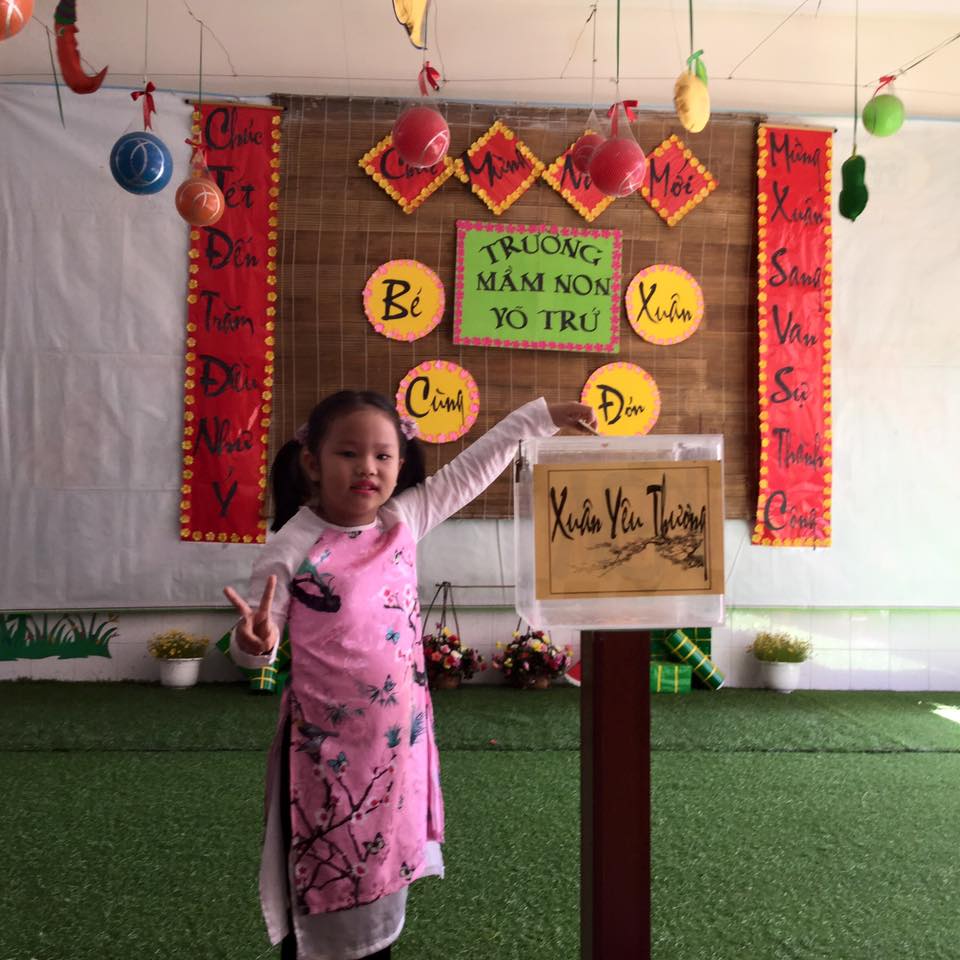 Chúc
Tết
Đến
Trăm
Điều
Như
Ý
Mừng
Mới
TRƯỜNG
MẦM NON
VÕ TRỨ
Bé
Xuân
Cùng
Đón
Mừng
Xuân
Sang
Vạn
Sự
Thành
Công
Xuân Yêu Thương